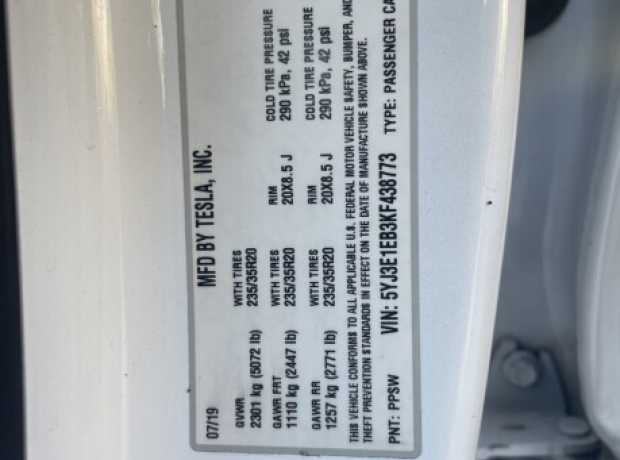 MFD BY TESLA, INC.
07/19
GVWR
2301 kg (5072 lb)
WITH TIRES
235/35R20
GAWR FRT
1110 kg (2447 lb)
WITH TIRES
235/35R20
RIM
20X8.5 J
COLD TIRE PRESSURE
290 kPa, 42 psi
GAWR RR
1257 kg (2771 lb)
WITH TIRES
235/35R20
RIM
20X8.5 J
COLD TIRE PRESSURE
290 kPa, 42 psi
THIS VEHICLE CONFORMS TO ALL APPLICABLE U.S. FEDERAL MOTOR VEHICLE SAFETY, BUMPER, AND
THEFT PREVENTION STANDARDS IN EFFECT ON THE DATE OF MANUFACTURE SHOWN ABOVE.
PNT: PPSW VIN: 5YJ3E1EB3KF438773 TYPE: PASSENGER CA